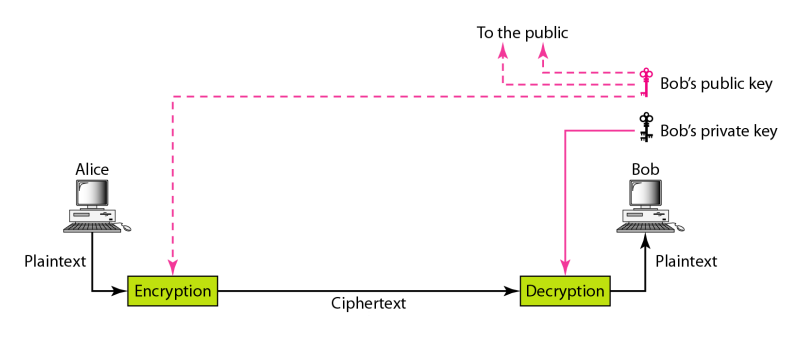 To the public
Bob’s public key
Bob’s private key
Alice
Bob
Plaintext
Plaintext
Encryption
Decryption
Ciphertext